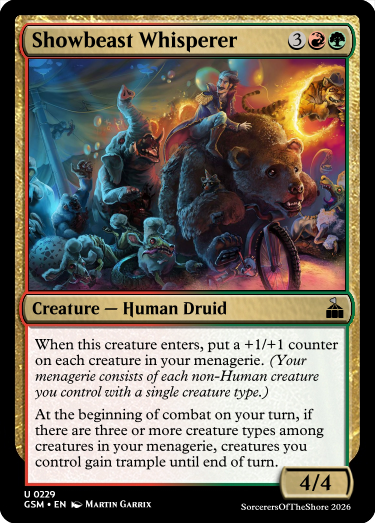 Showbeast Whisperer 3
Creature — Human Druid
When this creature enters, put a +1/+1 counter
on each creature in your menagerie. (Your
menagerie consists of each non-Human creature
you control with a single creature type.)
At the beginning of combat on your turn, if
there are three or more creature types among
creatures in your menagerie, creatures you
control gain trample until end of turn.
4/4
U 0229
GSM • EN Martin Garrix
SorcerersOfTheShore 2026